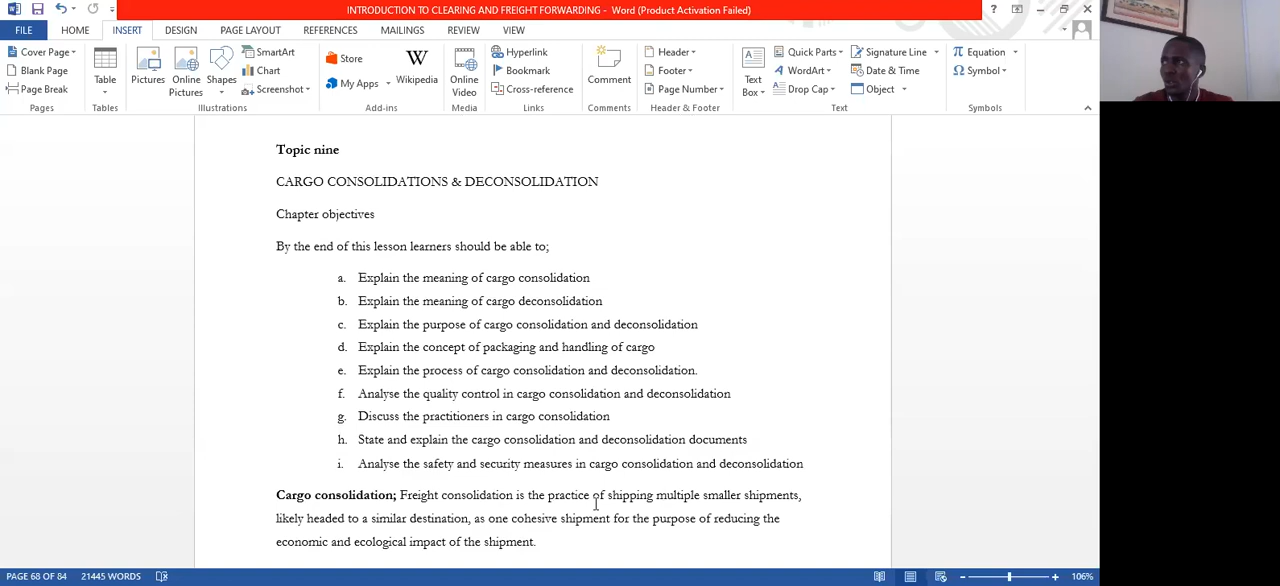 INTRODUCTION TO CLEARING AND FREIGHT FORWARDING - Word (Product Activation Failed)
FILE HOME INSERT DESIGN PAGE LAYOUT REFERENCES MAILINGS REVIEW VIEW
Cover Page
Blank Page
Page Break
Pages
Table
Tables
Pictures
Online Pictures
Shapes
SmartArt
Chart
Screenshot
Illustrations
Store
My Apps
Wikipedia
Add-ins
Online Video
Media
Hyperlink
Bookmark
Cross-reference
Links
Comment
Comments
Header
Footer
Page Number
Header & Footer
Text Box
Quick Parts
WordArt
Drop Cap
Signature Line
Date & Time
Object
Text
Equation
Symbol
Symbols
Topic nine
CARGO CONSOLIDATIONS & DECONSOLIDATION
Chapter objectives
By the end of this lesson learners should be able to;
a. Explain the meaning of cargo consolidation
b. Explain the meaning of cargo deconsolidation
c. Explain the purpose of cargo consolidation and deconsolidation
d. Explain the concept of packaging and handling of cargo
e. Explain the process of cargo consolidation and deconsolidation.
f. Analyse the quality control in cargo consolidation and deconsolidation
g. Discuss the practitioners in cargo consolidation
h. State and explain the cargo consolidation and deconsolidation documents
i. Analyse the safety and security measures in cargo consolidation and deconsolidation
Cargo consolidation; Freight consolidation is the practice of shipping multiple smaller shipments,
likely headed to a similar destination, as one cohesive shipment for the purpose of reducing the
economic and ecological impact of the shipment.
PAGE 68 OF 84 21445 WORDS 106%